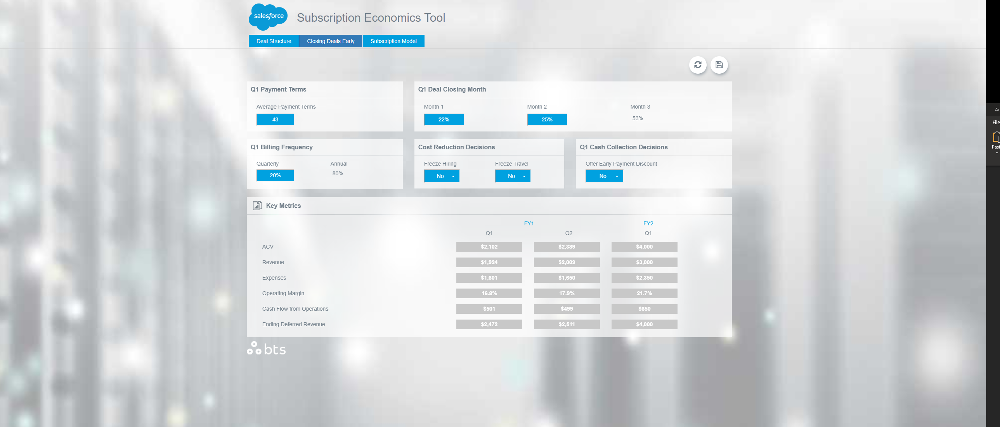 salesforce
Subscription Economics Tool
Deal Structure Closing Deals Early Subscription Model
Q1 Payment Terms
Average Payment Terms
43
Q1 Deal Closing Month
Month 1 Month 2 Month 3
22% 25% 53%
Q1 Billing Frequency
Quarterly Annual
20% 80%
Cost Reduction Decisions
Freeze Hiring Freeze Travel
No No
Q1 Cash Collection Decisions
Offer Early Payment Discount
No
Key Metrics
FY1 FY2
Q1 Q2 Q1
ACV $2,102 $2,389 $4,000
Revenue $1,924 $2,009 $3,000
Expenses $1,601 $1,650 $2,350
Operating Margin 16.8% 17.9% 21.7%
Cash Flow from Operations $501 $499 $650
Ending Deferred Revenue $2,472 $2,511 $4,000
bts
Au
File
Past